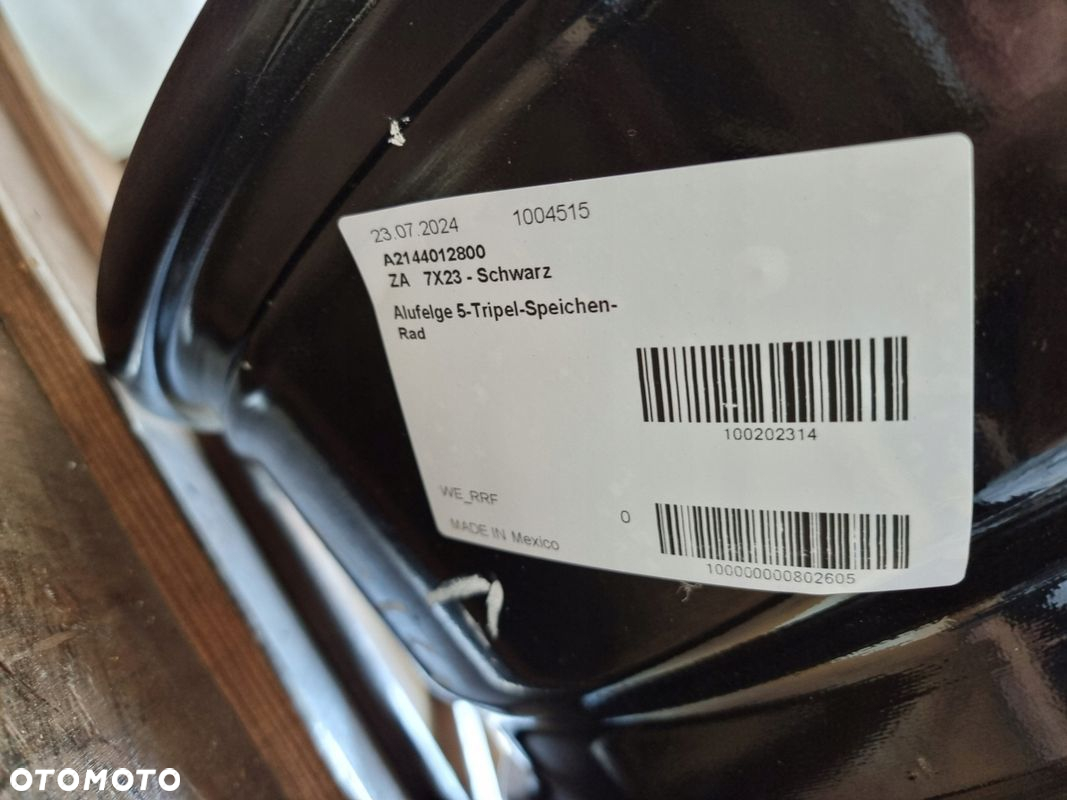 23.07.2024 1004515
A2144012800
ZA 7X23 - Schwarz
Alufelge 5-Tripel-Speichen-
Rad
100202314
WE_RRF
0
MADE IN Mexico
100000000802605
OTOMOTO